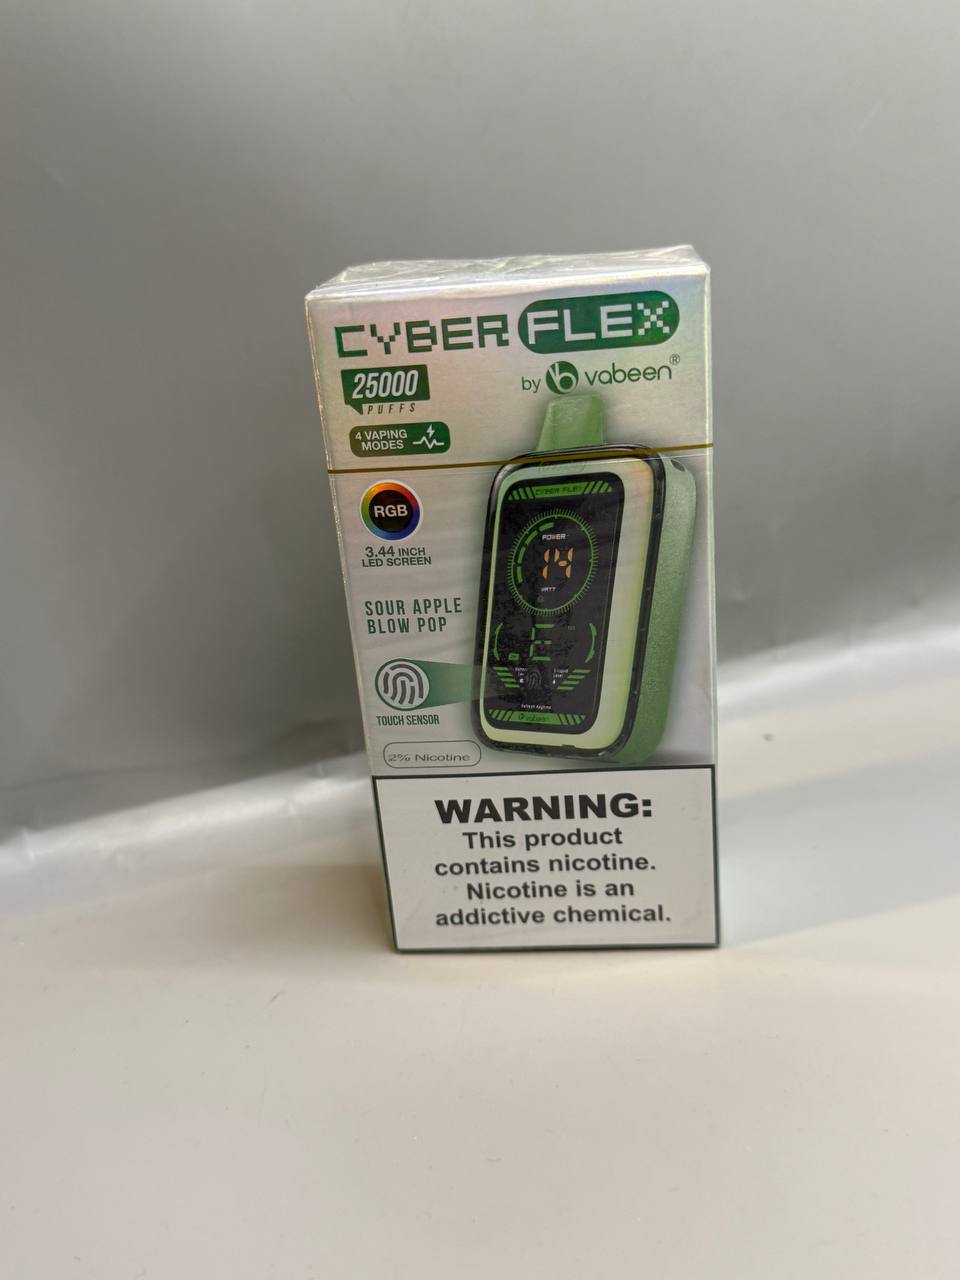 CYBER FLEX
25000
PUFFS
by vabeen®
4 VAPING
MODES
RGB
3.44 INCH
LED SCREEN
CYBER FLEX
POWER
14
WATT
SOUR APPLE
BLOW POP
TOUCH SENSOR
vabeen
2% Nicotine
WARNING:
This product
contains nicotine.
Nicotine is an
addictive chemical.